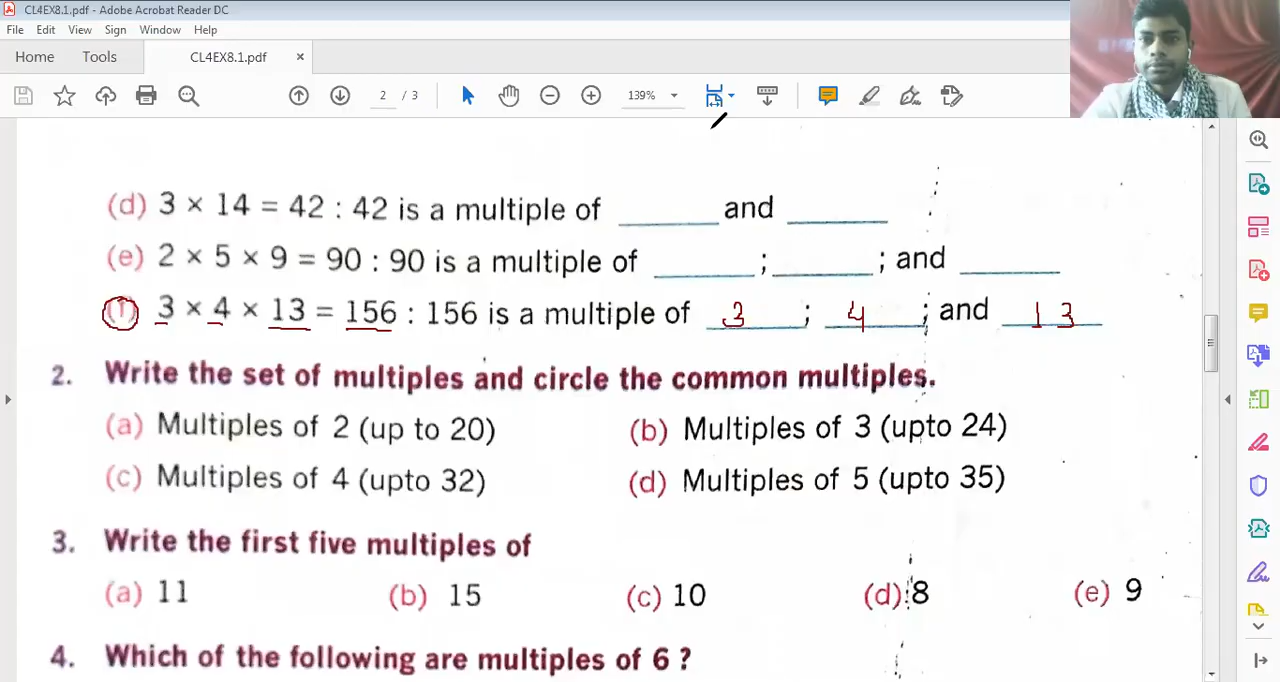 CL4EX8.1.pdf - Adobe Acrobat Reader DC
File Edit View Sign Window Help
Home Tools CL4EX8.1.pdf ×
2 / 3 139%
(d) 3 × 14 = 42 : 42 is a multiple of ______ and ______
(e) 2 × 5 × 9 = 90 : 90 is a multiple of ______ ; ______ ; and ______
(f) 3 × 4 × 13 = 156 : 156 is a multiple of 3 ; 4 ; and 13
2. Write the set of multiples and circle the common multiples.
(a) Multiples of 2 (up to 20) (b) Multiples of 3 (upto 24)
(c) Multiples of 4 (upto 32) (d) Multiples of 5 (upto 35)
3. Write the first five multiples of
(a) 11 (b) 15 (c) 10 (d) 8 (e) 9
4. Which of the following are multiples of 6 ?